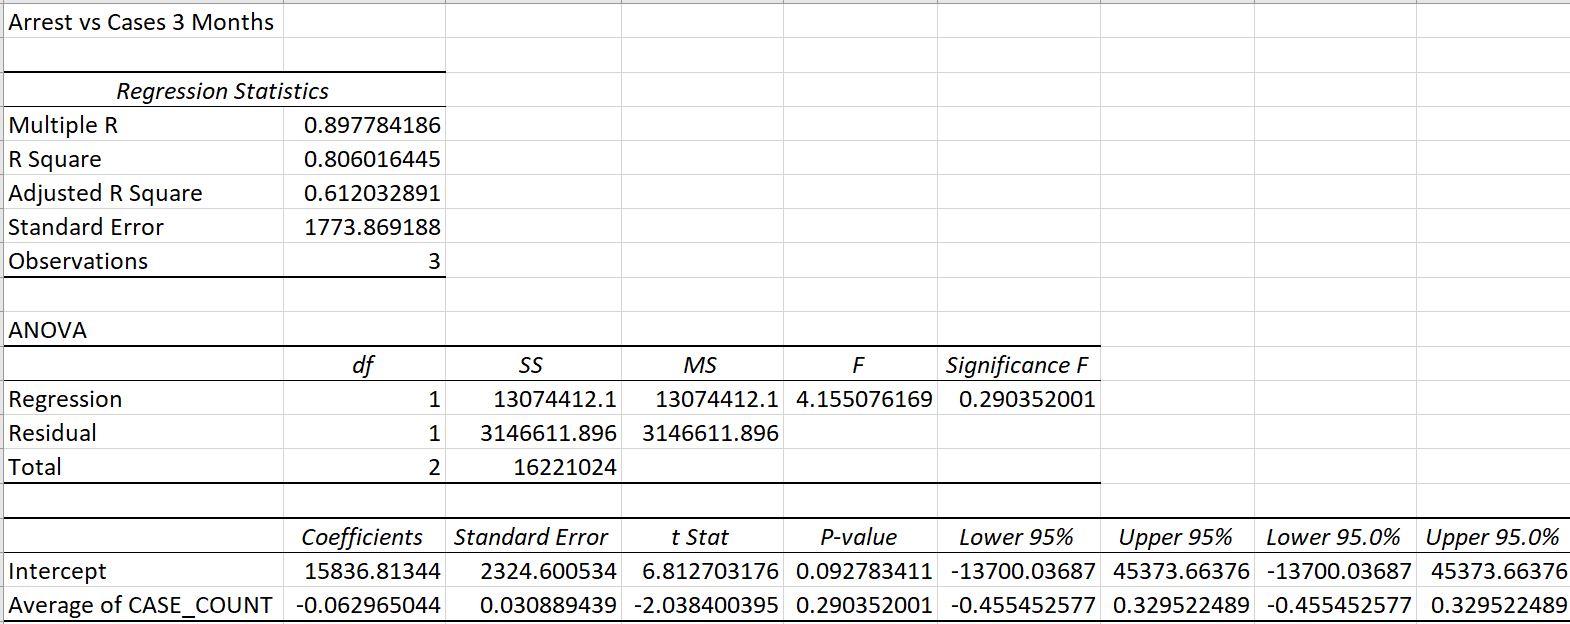 Arrest vs Cases 3 Months
Regression Statistics
Multiple R 0.897784186
R Square 0.806016445
Adjusted R Square 0.612032891
Standard Error 1773.869188
Observations 3
ANOVA
df SS MS F Significance F
Regression 1 13074412.1 13074412.1 4.155076169 0.290352001
Residual 1 3146611.896 3146611.896
Total 2 16221024
Coefficients Standard Error t Stat P-value Lower 95% Upper 95% Lower 95.0% Upper 95.0%
Intercept 15836.81344 2324.600534 6.812703176 0.092783411 -13700.03687 45373.66376 -13700.03687 45373.66376
Average of CASE_COUNT -0.062965044 0.030889439 -2.038400395 0.290352001 -0.455452577 0.329522489 -0.455452577 0.329522489